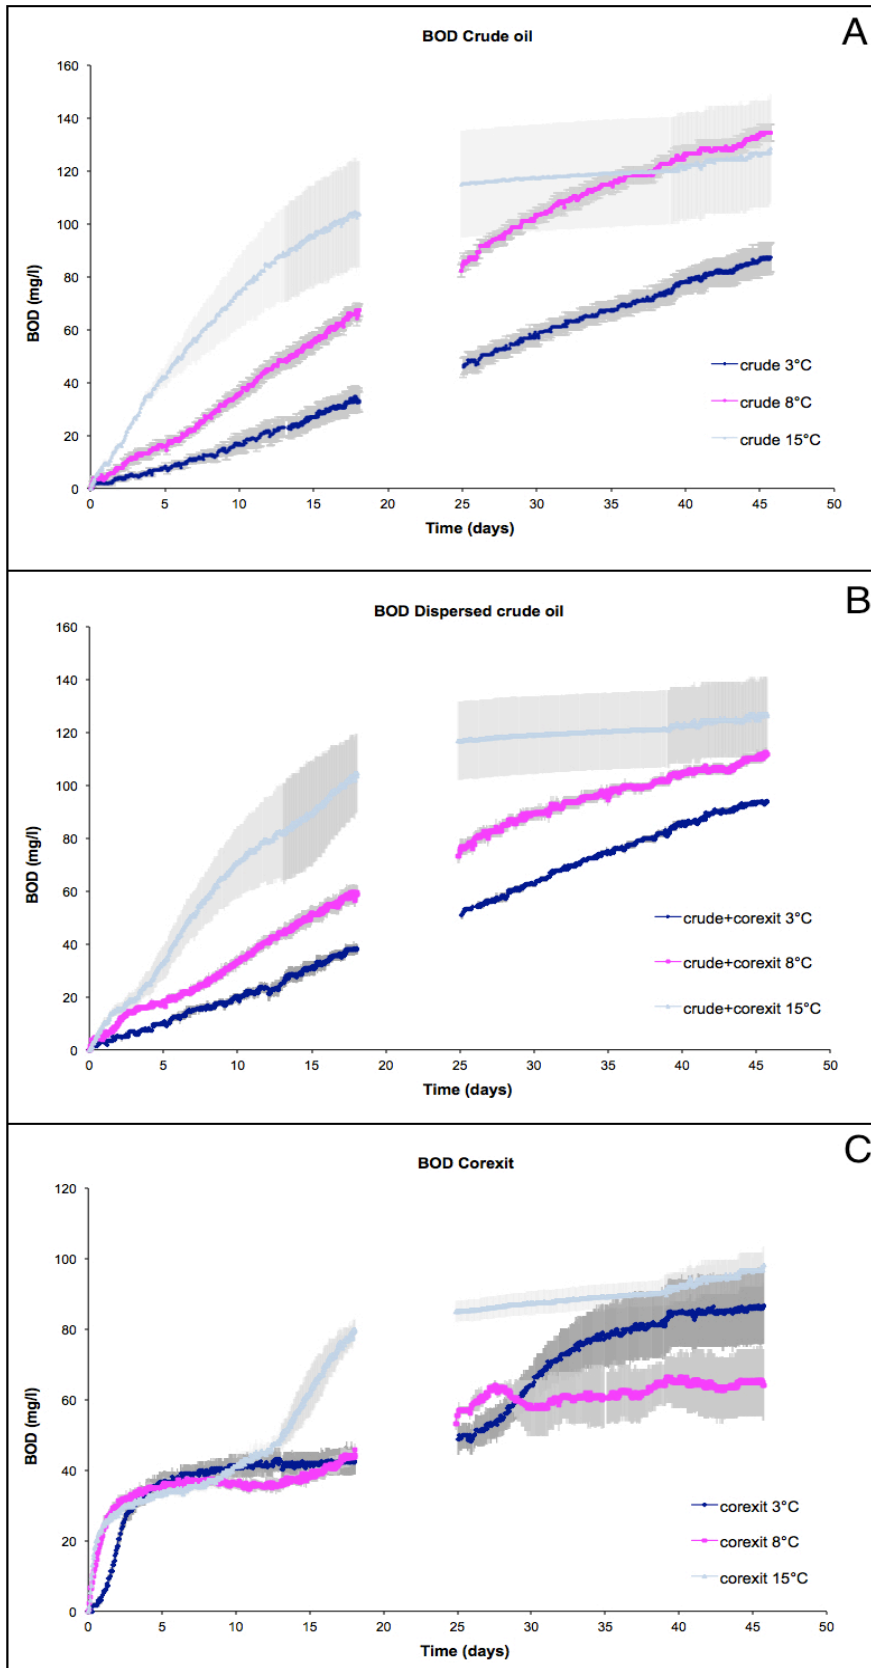 A
BOD Crude oil
160
140
120
100
80
60
40
20
0
BOD (mg/l)
crude 3°C
crude 8°C
crude 15°C
0 5 10 15 20 25 30 35 40 45 50
Time (days)
B
BOD Dispersed crude oil
160
140
120
100
80
60
40
20
0
BOD (mg/l)
crude+corexit 3°C
crude+corexit 8°C
crude+corexit 15°C
0 5 10 15 20 25 30 35 40 45 50
Time (days)
C
BOD Corexit
120
100
80
60
40
20
0
BOD (mg/l)
corexit 3°C
corexit 8°C
corexit 15°C
0 5 10 15 20 25 30 35 40 45 50
Time (days)